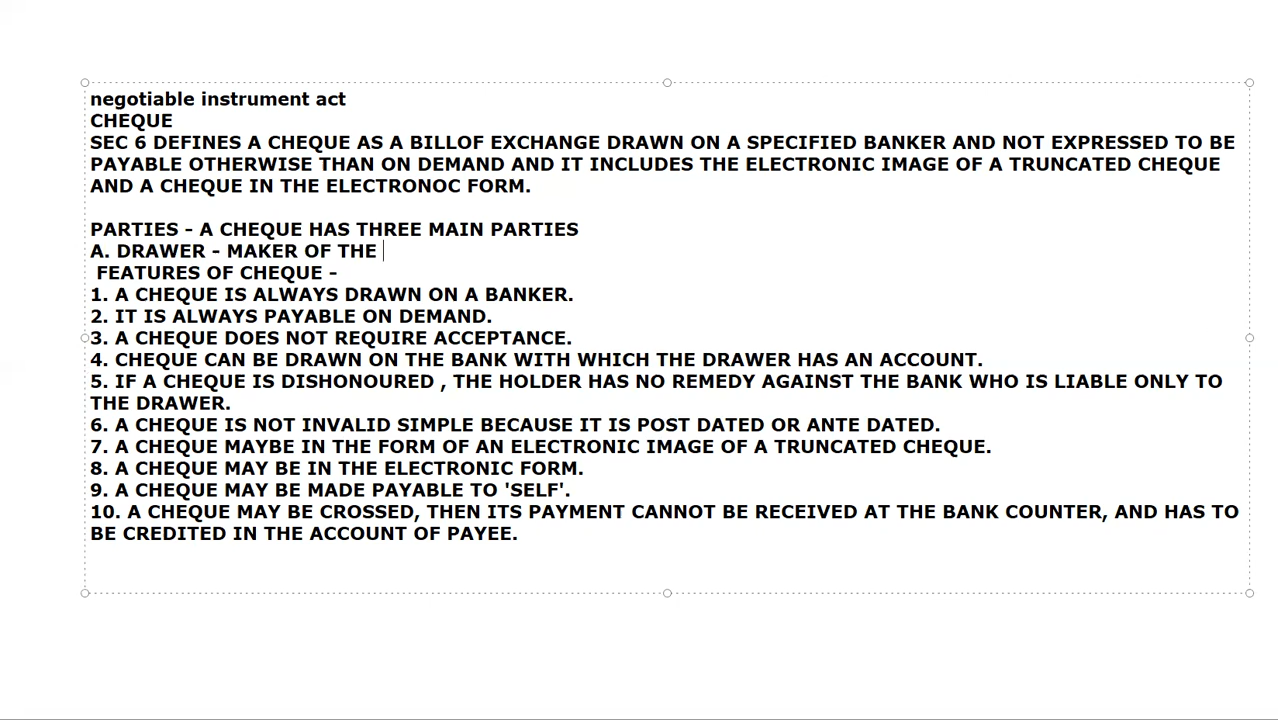 negotiable instrument act
CHEQUE
SEC 6 DEFINES A CHEQUE AS A BILLOF EXCHANGE DRAWN ON A SPECIFIED BANKER AND NOT EXPRESSED TO BE
PAYABLE OTHERWISE THAN ON DEMAND AND IT INCLUDES THE ELECTRONIC IMAGE OF A TRUNCATED CHEQUE
AND A CHEQUE IN THE ELECTRONOC FORM.
PARTIES - A CHEQUE HAS THREE MAIN PARTIES
A. DRAWER - MAKER OF THE
FEATURES OF CHEQUE -
1. A CHEQUE IS ALWAYS DRAWN ON A BANKER.
2. IT IS ALWAYS PAYABLE ON DEMAND.
3. A CHEQUE DOES NOT REQUIRE ACCEPTANCE.
4. CHEQUE CAN BE DRAWN ON THE BANK WITH WHICH THE DRAWER HAS AN ACCOUNT.
5. IF A CHEQUE IS DISHONOURED , THE HOLDER HAS NO REMEDY AGAINST THE BANK WHO IS LIABLE ONLY TO
THE DRAWER.
6. A CHEQUE IS NOT INVALID SIMPLE BECAUSE IT IS POST DATED OR ANTE DATED.
7. A CHEQUE MAYBE IN THE FORM OF AN ELECTRONIC IMAGE OF A TRUNCATED CHEQUE.
8. A CHEQUE MAY BE IN THE ELECTRONIC FORM.
9. A CHEQUE MAY BE MADE PAYABLE TO 'SELF'.
10. A CHEQUE MAY BE CROSSED, THEN ITS PAYMENT CANNOT BE RECEIVED AT THE BANK COUNTER, AND HAS TO
BE CREDITED IN THE ACCOUNT OF PAYEE.